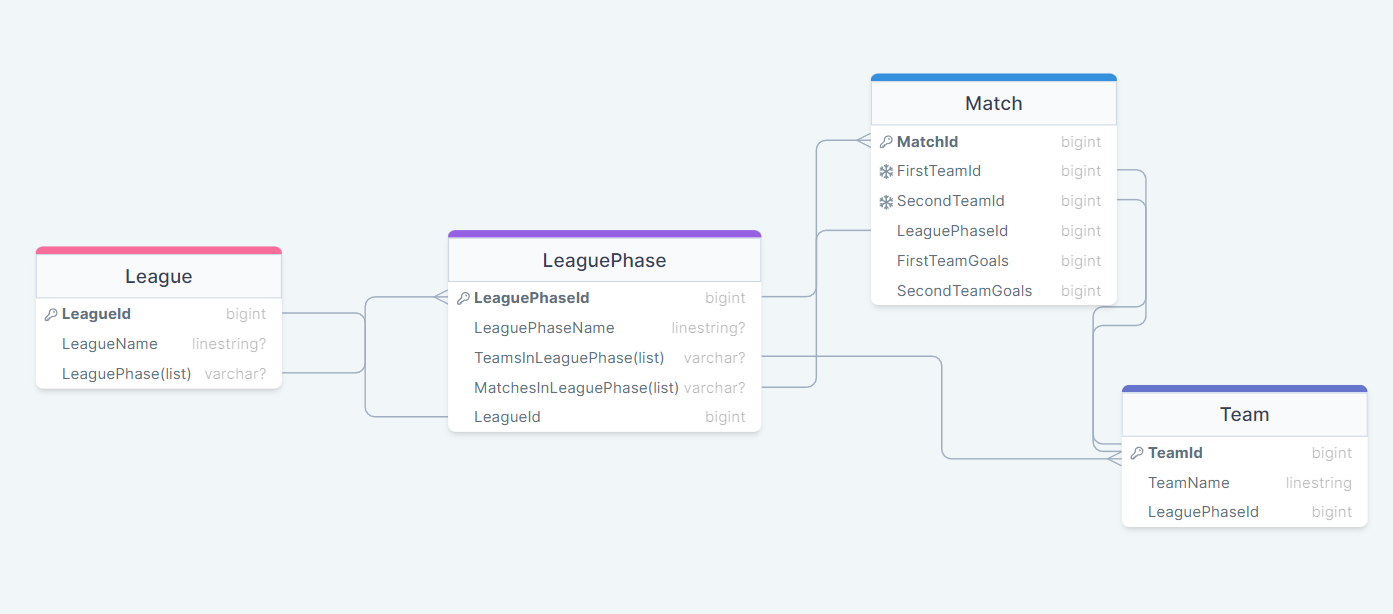 League
LeagueId bigint
LeagueName linestring?
LeaguePhase(list) varchar?
LeaguePhase
LeaguePhaseId bigint
LeaguePhaseName linestring?
TeamsInLeaguePhase(list) varchar?
MatchesInLeaguePhase(list) varchar?
LeagueId bigint
Match
MatchId bigint
FirstTeamId bigint
SecondTeamId bigint
LeaguePhaseId bigint
FirstTeamGoals bigint
SecondTeamGoals bigint
Team
TeamId bigint
TeamName linestring
LeaguePhaseId bigint